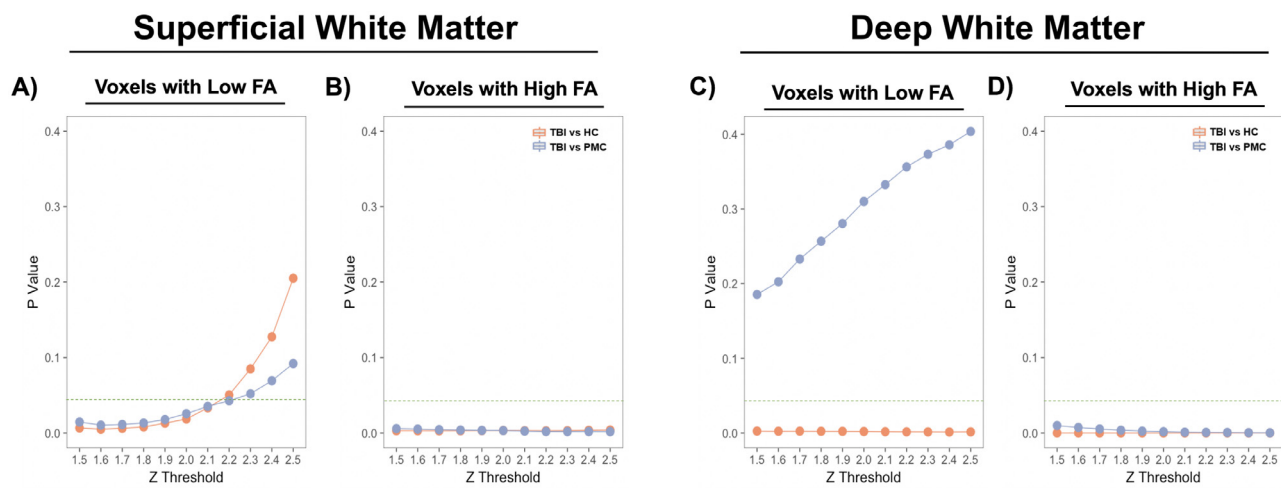 Superficial White Matter
Deep White Matter
A)
Voxels with Low FA
B)
Voxels with High FA
C)
Voxels with Low FA
D)
Voxels with High FA
P Value
0.4
0.3
0.2
0.1
0.0
1.5 1.6 1.7 1.8 1.9 2.0 2.1 2.2 2.3 2.4 2.5
Z Threshold
TBI vs HC
TBI vs PMC
P Value
0.4
0.3
0.2
0.1
0.0
1.5 1.6 1.7 1.8 1.9 2.0 2.1 2.2 2.3 2.4 2.5
Z Threshold
P Value
0.4
0.3
0.2
0.1
0.0
1.5 1.6 1.7 1.8 1.9 2.0 2.1 2.2 2.3 2.4 2.5
Z Threshold
TBI vs HC
TBI vs PMC
P Value
0.4
0.3
0.2
0.1
0.0
1.5 1.6 1.7 1.8 1.9 2.0 2.1 2.2 2.3 2.4 2.5
Z Threshold